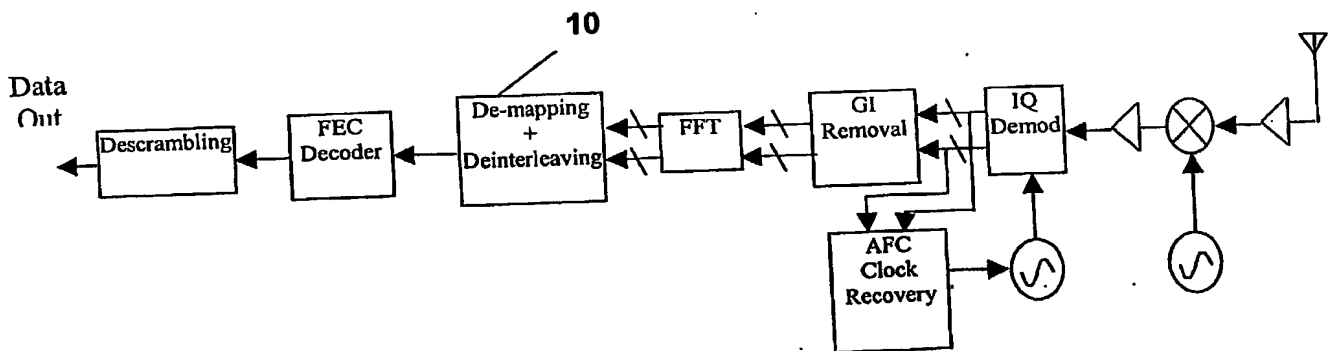 10
Data
Out
Descrambling
FEC
Decoder
De-mapping
+
Deinterleaving
FFT
GI
Removal
IQ
Demod
AFC
Clock
Recovery